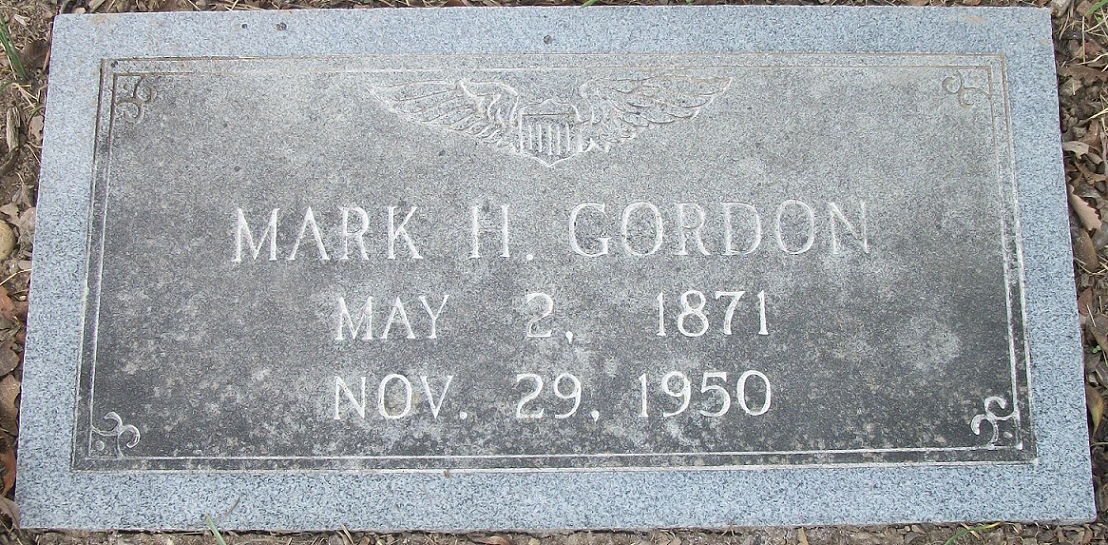 MARK H. GORDON
MAY 2, 1871
NOV. 29, 1950